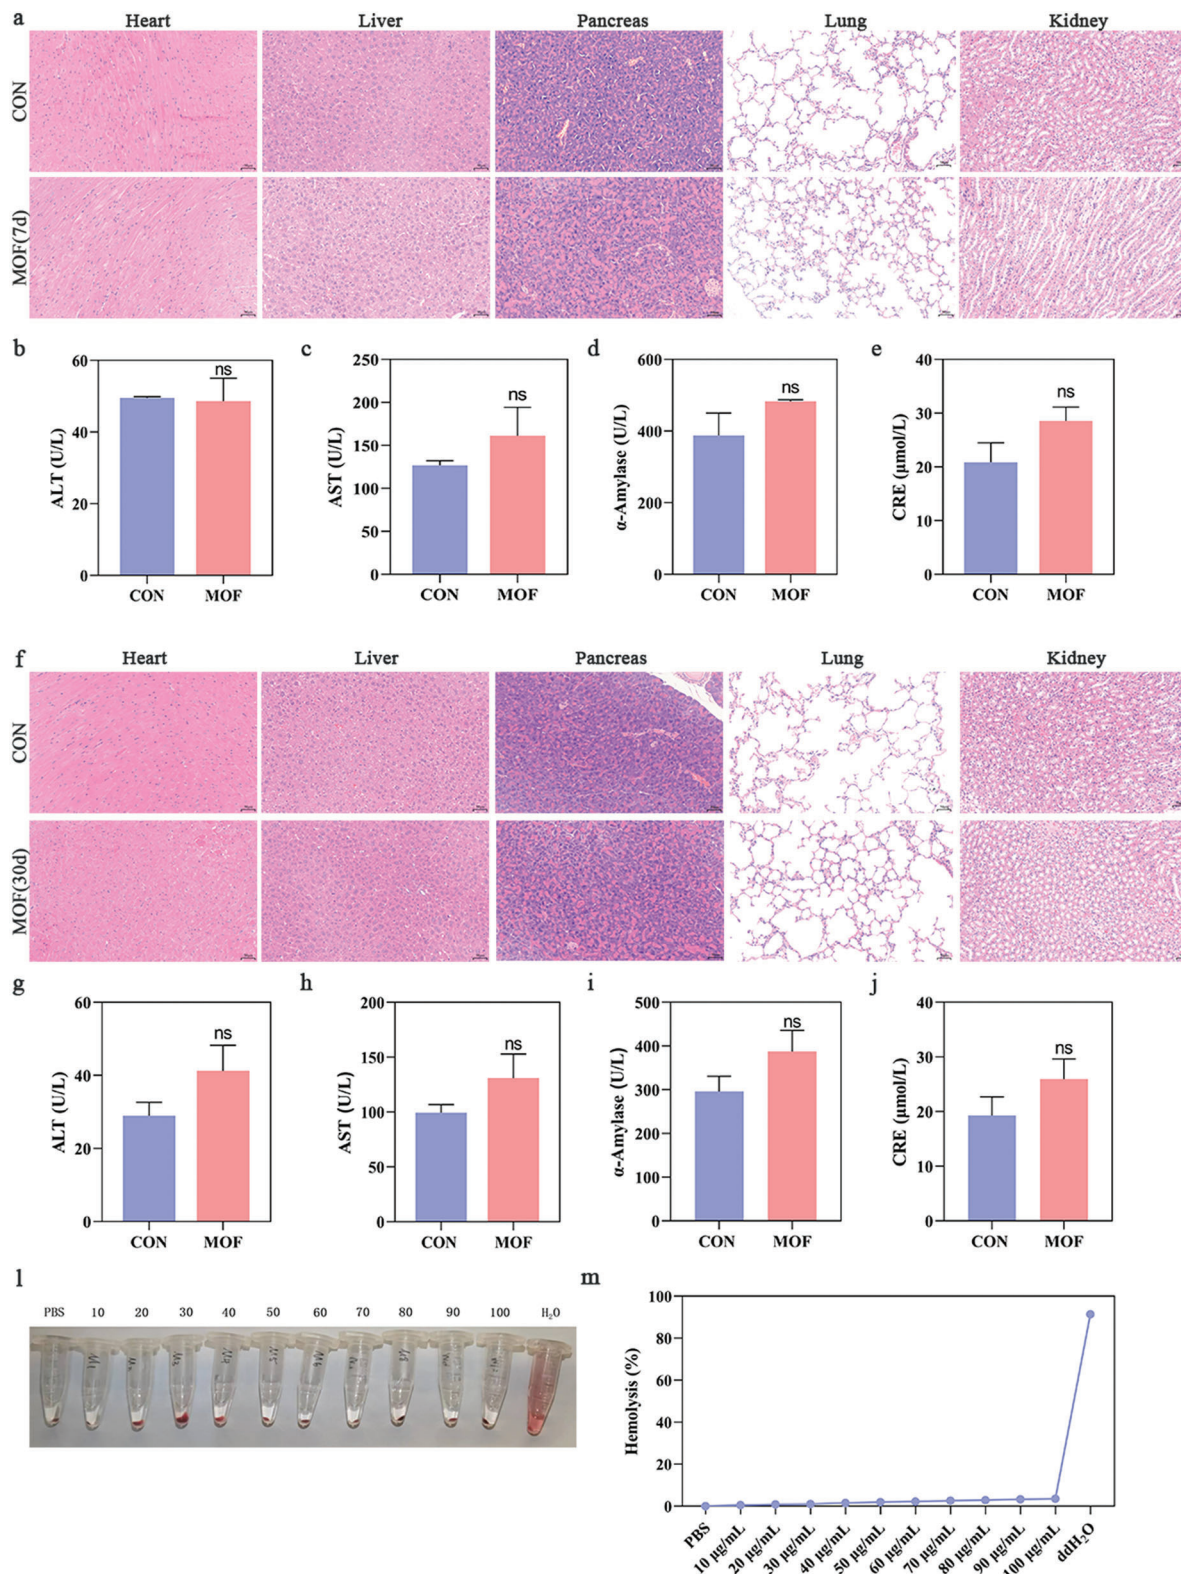 a
Heart Liver Pancreas Lung Kidney
CON
MOF(7d)
b
ALT (U/L)
60
40
20
0
ns
CON MOF
c
AST (U/L)
250
200
150
100
50
0
ns
CON MOF
d
α-Amylase (U/L)
600
400
200
0
ns
CON MOF
e
CRE (μmol/L)
40
30
20
10
0
ns
CON MOF
f
Heart Liver Pancreas Lung Kidney
CON
MOF(30d)
g
ALT (U/L)
60
40
20
0
ns
CON MOF
h
AST (U/L)
200
150
100
50
0
ns
CON MOF
i
α-Amylase (U/L)
500
400
300
200
100
0
ns
CON MOF
j
CRE (μmol/L)
40
30
20
10
0
ns
CON MOF
l
PBS 10 20 30 40 50 60 70 80 90 100 H₂O
m
Hemolysis (%)
100
80
60
40
20
0
PBS
10 μg/mL
20 μg/mL
30 μg/mL
40 μg/mL
50 μg/mL
60 μg/mL
70 μg/mL
80 μg/mL
90 μg/mL
100 μg/mL
ddH₂O